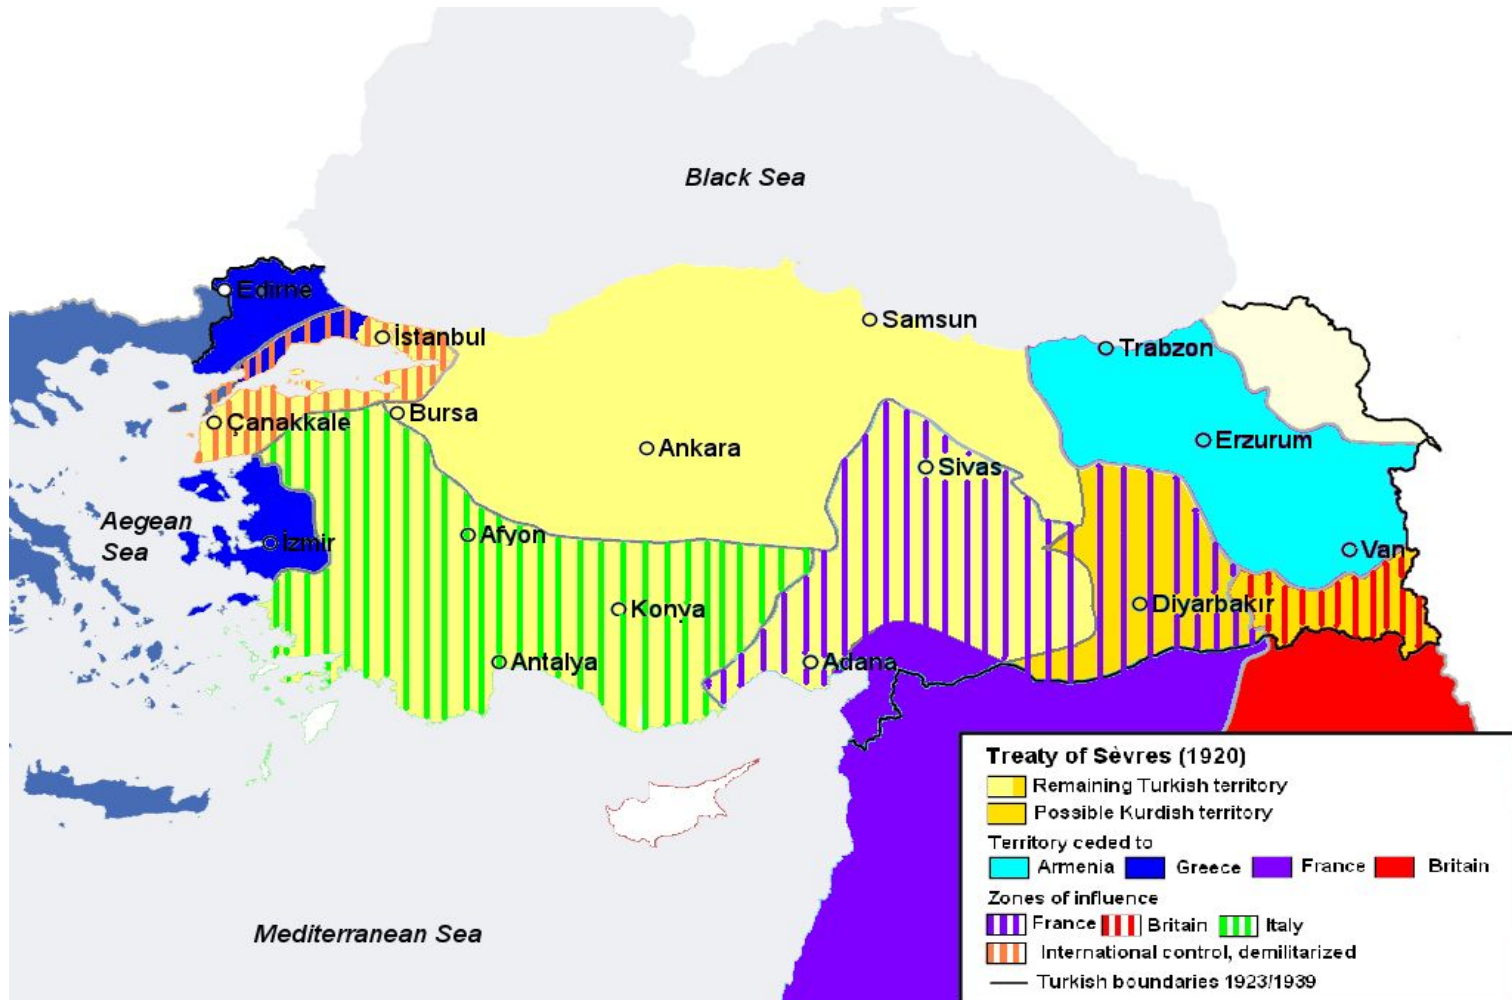 Black Sea
Edirne
İstanbul
Samsun
Trabzon
Çanakkale
Bursa
Ankara
Erzurum
Sivas
Aegean
Sea
İzmir
Afyon
Van
Konya
Diyarbakır
Antalya
Adana
Mediterranean Sea
Treaty of Sèvres (1920)
Remaining Turkish territory
Possible Kurdish territory
Territory ceded to
Armenia Greece France Britain
Zones of influence
France Britain Italy
International control, demilitarized
Turkish boundaries 1923/1939